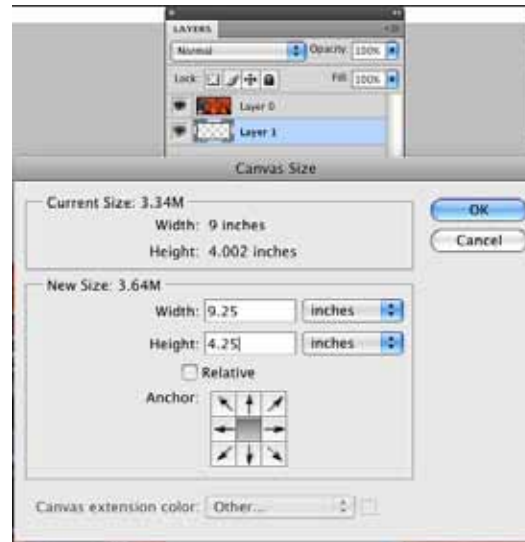 LAYERS
Normal Opacity: 100%
Lock: Fill: 100%
Layer 0
Layer 1
Canvas Size
Current Size: 3.34M
Width: 9 inches
Height: 4.002 inches
OK
Cancel
New Size: 3.64M
Width: 9.25 inches
Height: 4.25 inches
Relative
Anchor:
Canvas extension color: Other...